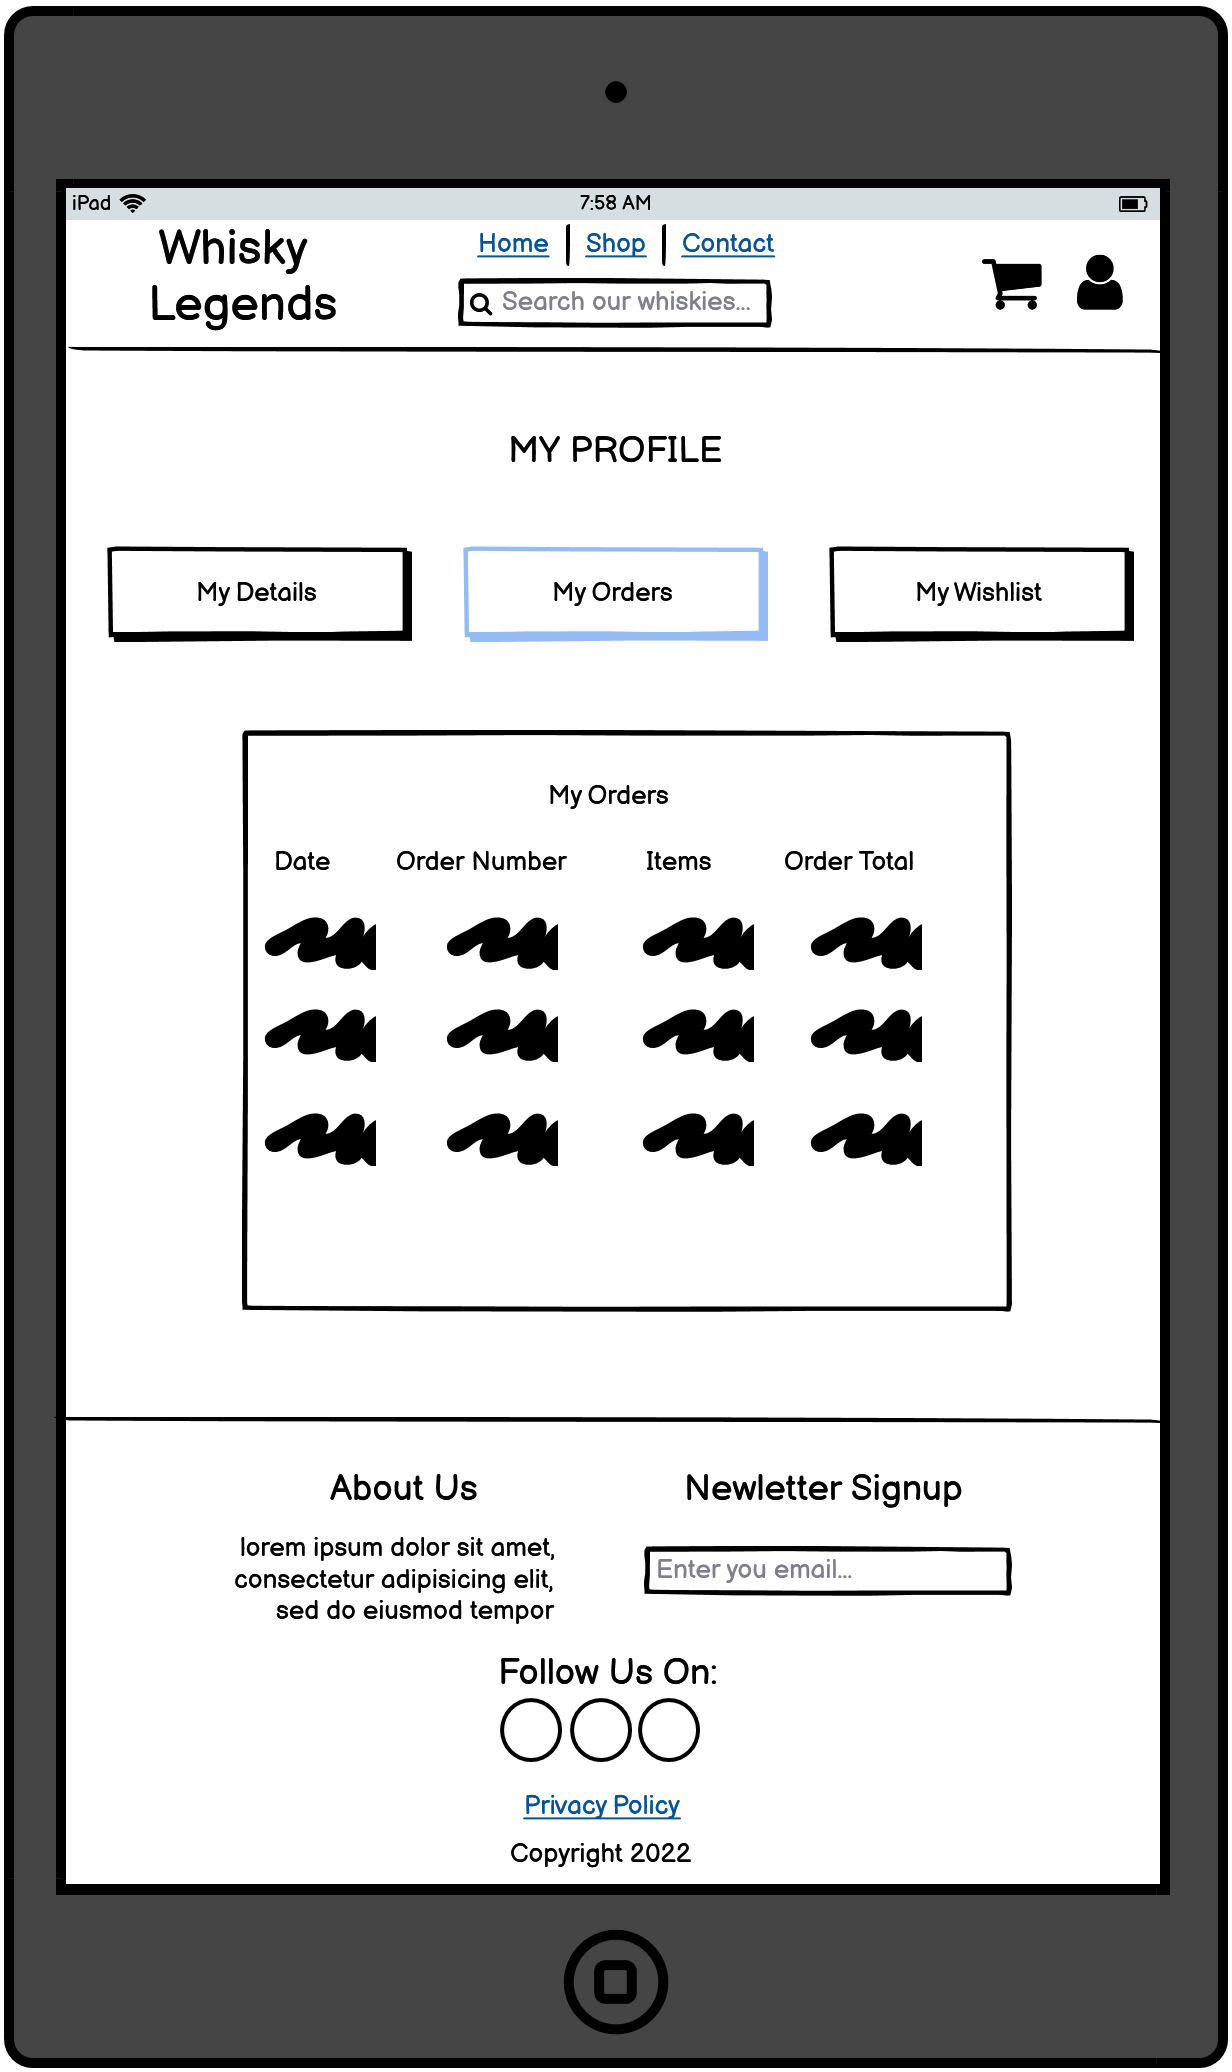 iPad 7:58 AM
Whisky
Legends
Home Shop Contact
Search our whiskies...
MY PROFILE
My Details My Orders My Wishlist
My Orders
Date Order Number Items Order Total
About Us
lorem ipsum dolor sit amet,
consectetur adipisicing elit,
sed do eiusmod tempor
Newletter Signup
Enter you email...
Follow Us On:
Privacy Policy
Copyright 2022